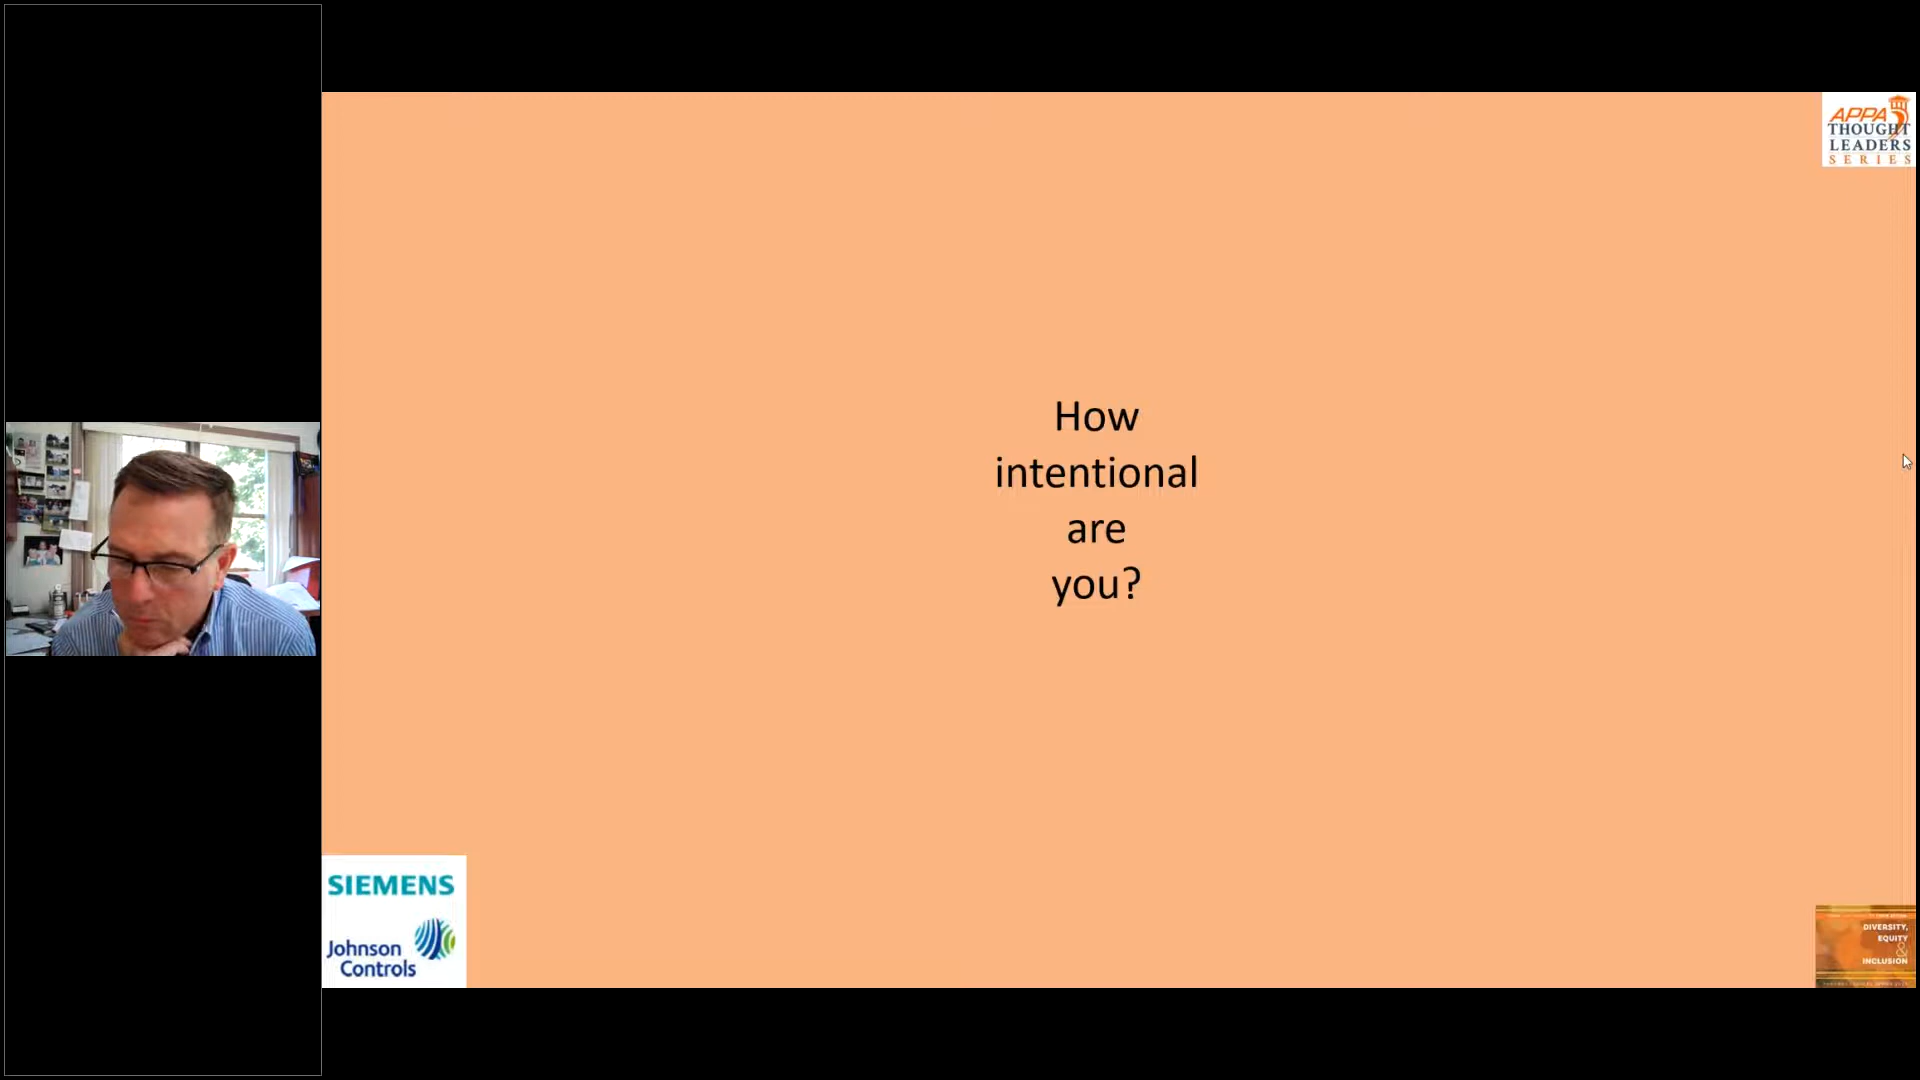 APPA
THOUGHT
LEADERS
SERIES
How
intentional
are
you?
SIEMENS
Johnson
Controls
DIVERSITY,
EQUITY
&
INCLUSION